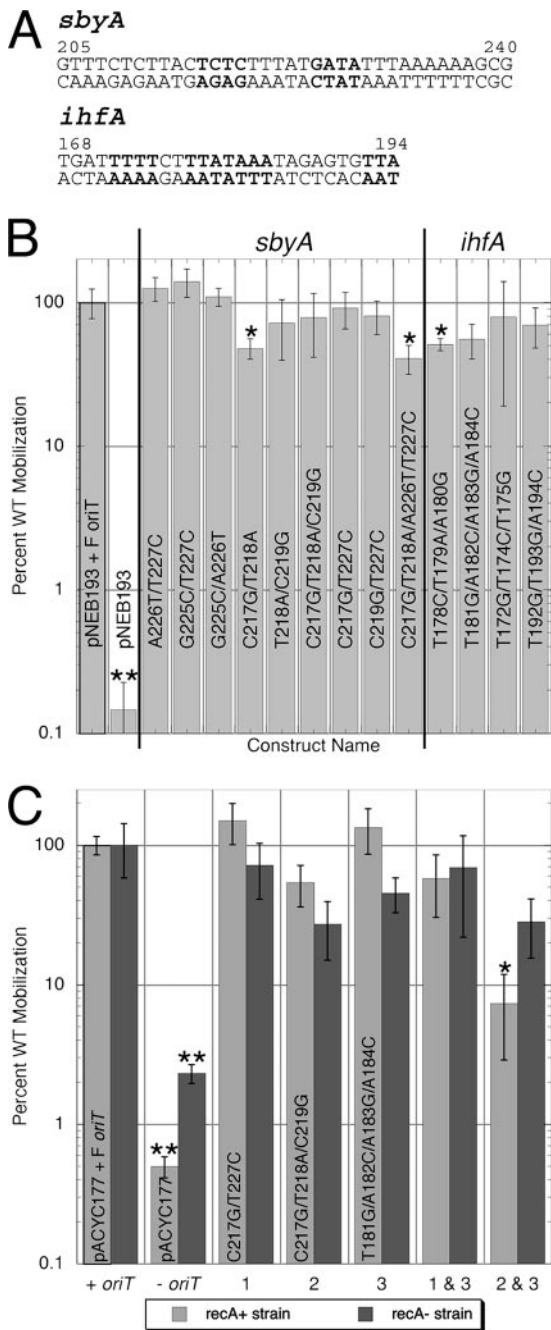 A
sbyA
205 240
GTTTCTCTTACTCTCTTTATGATATTTAAAAAAGCG
CAAAGAGAATGAGAGAAATACTATAAATTTTTTCGC
ihfA
168 194
TGATTTTTCTTTATAAATAGAGTGTTA
ACTAAAAAGAAATATTTATCTCACAAT
B
sbyA
ihfA
Percent WT Mobilization
100
10
1
0.1
pNEB193 + F oriT
pNEB193
**
A226T/T227C
G225C/T227C
G225C/A226T
C217G/T218A
*
T218A/C219G
C217G/T218A/C219G
C217G/T227C
C219G/T227C
C217G/T218A/A226T/T227C
*
T178C/T179A/A180G
*
T181G/A182C/A183G/A184C
T172G/T174C/T175G
T192G/T193G/A194C
Construct Name
C
Percent WT Mobilization
100
10
1
0.1
pACYC177 + F oriT
pACYC177
**
**
C217G/T227C
C217G/T218A/C219G
T181G/A182C/A183G/A184C
*
+ oriT
- oriT
1
2
3
1 & 3
2 & 3
recA+ strain
recA- strain